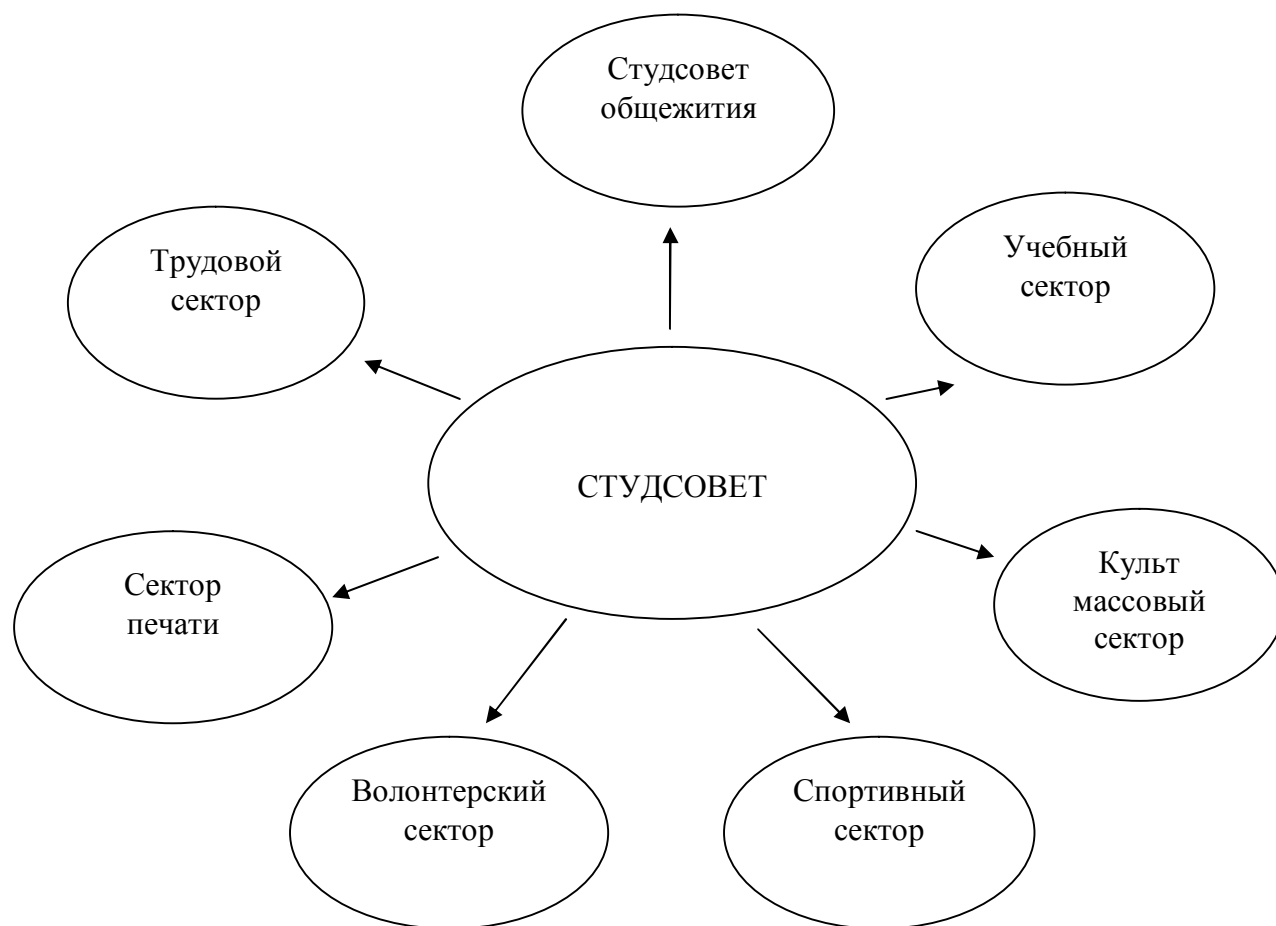 Студсовет
общежития
Трудовой
сектор
Учебный
сектор
СТУДСОВЕТ
Сектор
печати
Культ
массовый
сектор
Волонтерский
сектор
Спортивный
сектор